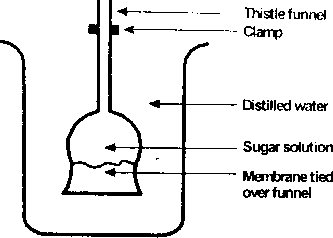 Thistle funnel
Clamp
Distilled water
Sugar solution
Membrane tied
over funnel